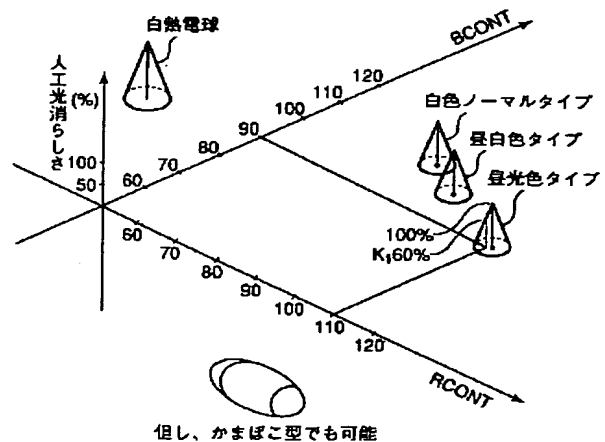 白熱電球
人工光消らしさ
(%)
100
50
60
70
80
90
100
110
120
BCONT
白色ノーマルタイプ
昼白色タイプ
昼光色タイプ
100%
K₁60%
60
70
80
90
100
110
120
RCONT
但し、かまぼこ型でも可能